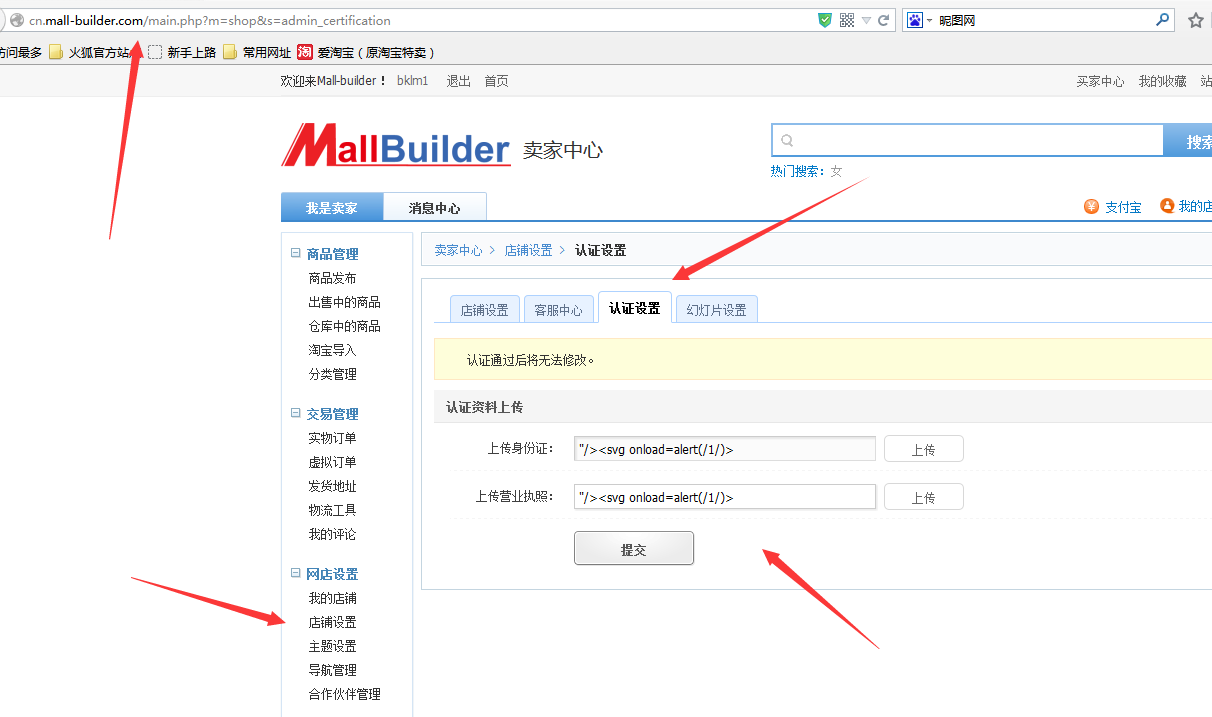 cn.mall-builder.com/main.php?m=shop&s=admin_certification
昵图网
访问最多 火狐官方站 新手上路 常用网址 淘 爱淘宝（原淘宝特卖）
欢迎来Mall-builder！ bklm1 退出 首页 买家中心 我的收藏 站
MallBuilder 卖家中心
搜索
热门搜索：女
我是卖家 消息中心 支付宝 我的店
商品管理
商品发布
出售中的商品
仓库中的商品
淘宝导入
分类管理
交易管理
实物订单
虚拟订单
发货地址
物流工具
我的评论
网店设置
我的店铺
店铺设置
主题设置
导航管理
合作伙伴管理
卖家中心 > 店铺设置 > 认证设置
店铺设置 客服中心 认证设置 幻灯片设置
认证通过后将无法修改。
认证资料上传
上传身份证： "/><svg onload=alert(/1/)> 上传
上传营业执照： "/><svg onload=alert(/1/)> 上传
提交